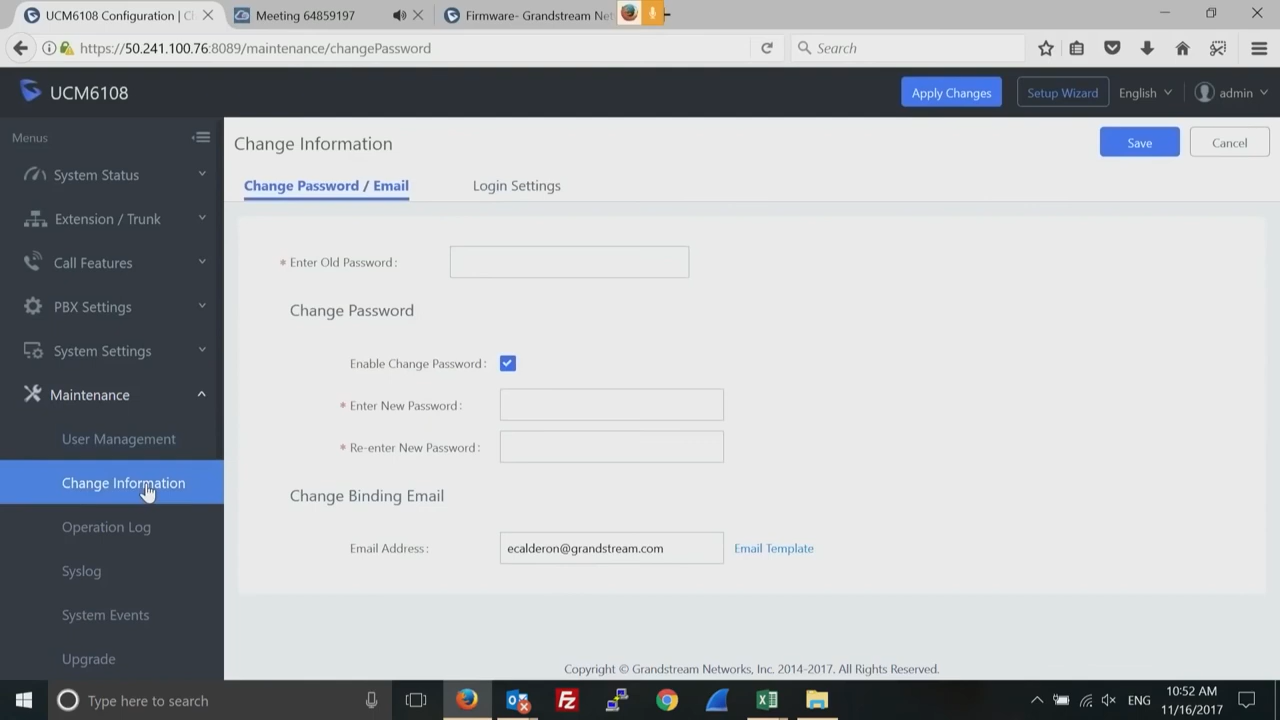 UCM6108 Configuration | C
Meeting 64859197
Firmware- Grandstream Net
https://50.241.100.76:8089/maintenance/changePassword
Search
UCM6108
Apply Changes
Setup Wizard
English
admin
Menus
System Status
Extension / Trunk
Call Features
PBX Settings
System Settings
Maintenance
User Management
Change Information
Operation Log
Syslog
System Events
Upgrade
Change Information
Save
Cancel
Change Password / Email
Login Settings
* Enter Old Password :
Change Password
Enable Change Password :
* Enter New Password :
* Re-enter New Password :
Change Binding Email
Email Address :
ecalderon@grandstream.com
Email Template
Copyright © Grandstream Networks, Inc. 2014-2017. All Rights Reserved.
Type here to search
ENG
10:52 AM
11/16/2017